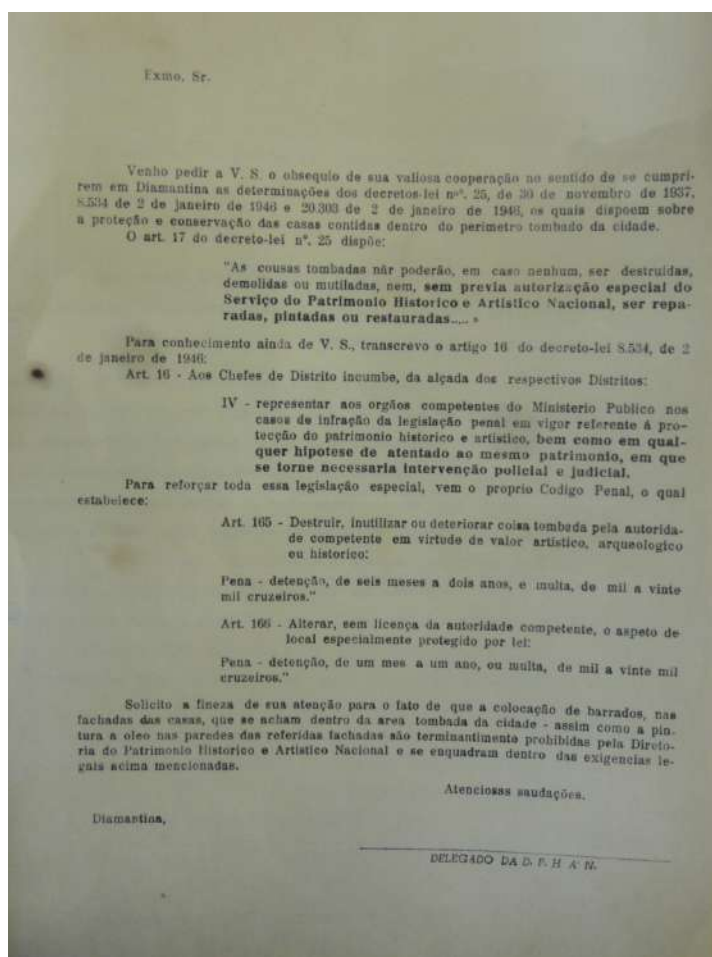 Exmo. Sr.
Venho pedir a V. S. o obsequio de sua valiosa cooperação no sentido de se cumpri-
rem em Diamantina as determinações dos decretos-lei nº. 25, de 30 de novembro de 1937,
8.534 de 2 de janeiro de 1946 e 20.303 de 2 de janeiro de 1946, os quais dispoem sobre
a proteção e conservação das casas contidas dentro do perimetro tombado da cidade.
O art. 17 do decreto-lei nº. 25 dispõe:
"As cousas tombadas não poderão, em caso nenhum, ser destruidas,
demolidas ou mutiladas, nem, sem previa autorização especial do
Serviço do Patrimonio Historico e Artistico Nacional, ser repa-
radas, pintadas ou restauradas..... »
Para conhecimento ainda de V. S., transcrevo o artigo 16 do decreto-lei 8.534, de 2
de janeiro de 1946:
Art. 16 - Aos Chefes de Distrito incumbe, da alçada dos respectivos Distritos:
IV - representar aos orgãos competentes do Ministerio Publico nos
casos de infração da legislação penal em vigor referente á pro-
tecção do patrimonio historico e artistico, bem como em qual-
quer hipotese de atentado ao mesmo patrimonio, em que
se torne necessaria intervenção policial e judicial.
Para reforçar toda essa legislação especial, vem o proprio Codigo Penal, o qual
estabelece:
Art. 165 - Destruir, inutilizar ou deteriorar coisa tombada pela autorida-
de competente em virtude de valor artistico, arqueologico
ou historico:
Pena - detenção, de seis meses a dois anos, e multa, de mil a vinte
mil cruzeiros."
Art. 166 - Alterar, sem licença da autoridade competente, o aspeto de
local especialmente protegido por lei:
Pena - detenção, de um mes a um ano, ou multa, de mil a vinte mil
cruzeiros."
Solicito a fineza de sua atenção para o fato de que a colocação de barrados, nas
fachadas das casas, que se acham dentro da area tombada da cidade - assim como a pin-
tura a oleo nas paredes das referidas fachadas são terminantimento prohibidas pela Direto-
ria do Patrimonio Historico e Artistico Nacional e se enquadram dentro das exigencias le-
gais acima mencionadas.
Atenciosas saudações.
Diamantina,
DELEGADO DA D. P. H A N.